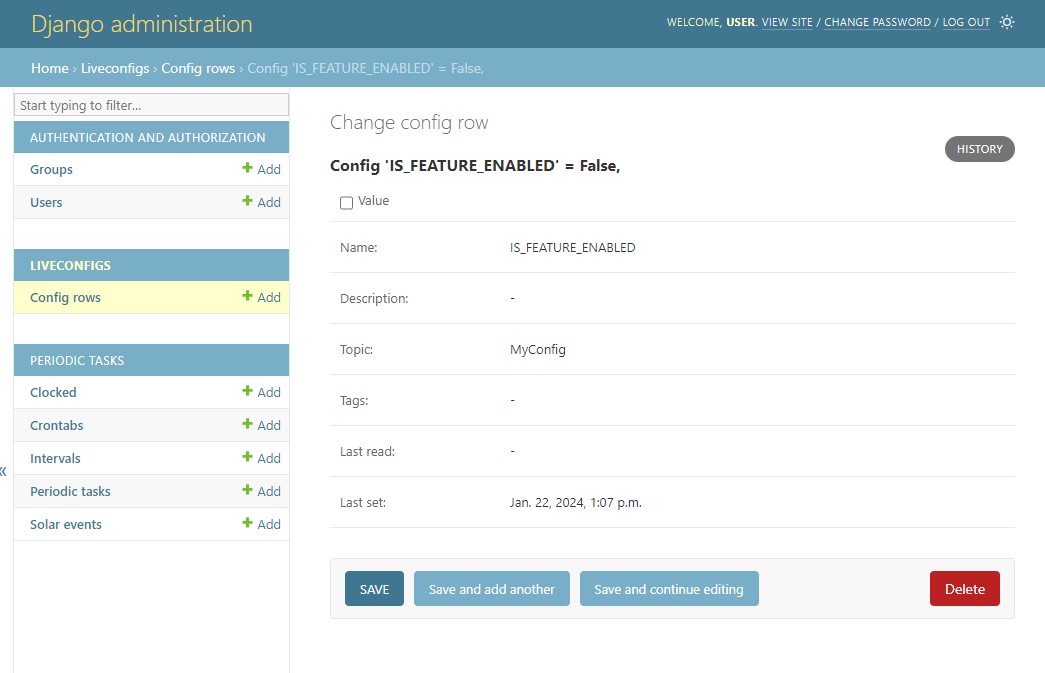 Django administration
WELCOME, USER. VIEW SITE / CHANGE PASSWORD / LOG OUT
Home › Liveconfigs › Config rows › Config 'IS_FEATURE_ENABLED' = False,
Start typing to filter...
AUTHENTICATION AND AUTHORIZATION
Groups + Add
Users + Add
LIVECONFIGS
Config rows + Add
PERIODIC TASKS
Clocked + Add
Crontabs + Add
Intervals + Add
Periodic tasks + Add
Solar events + Add
«
Change config row
HISTORY
Config 'IS_FEATURE_ENABLED' = False,
Value
Name: IS_FEATURE_ENABLED
Description: -
Topic: MyConfig
Tags: -
Last read: -
Last set: Jan. 22, 2024, 1:07 p.m.
SAVE Save and add another Save and continue editing Delete